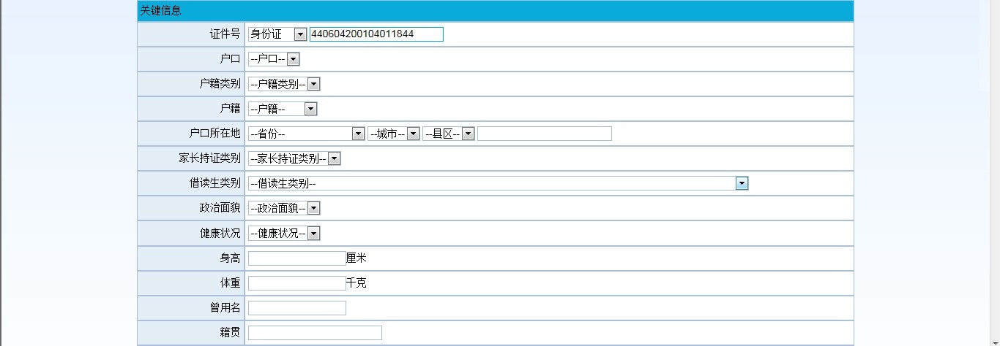 关键信息
证件号 身份证 440604200104011844
户口 --户口--
户籍类别 --户籍类别--
户籍 --户籍--
户口所在地 --省份-- --城市-- --县区--
家长持证类别 --家长持证类别--
借读生类别 --借读生类别--
政治面貌 --政治面貌--
健康状况 --健康状况--
身高 厘米
体重 千克
曾用名
籍贯